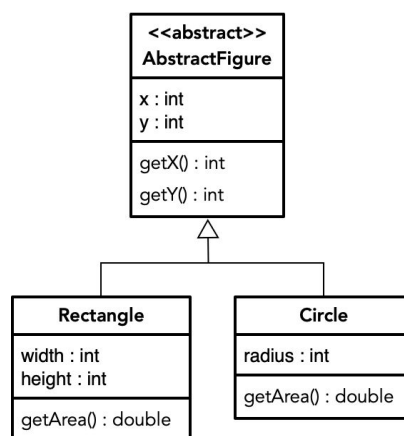 <<abstract>>
AbstractFigure
x : int
y : int
getX() : int
getY() : int
Rectangle
width : int
height : int
getArea() : double
Circle
radius : int
getArea() : double